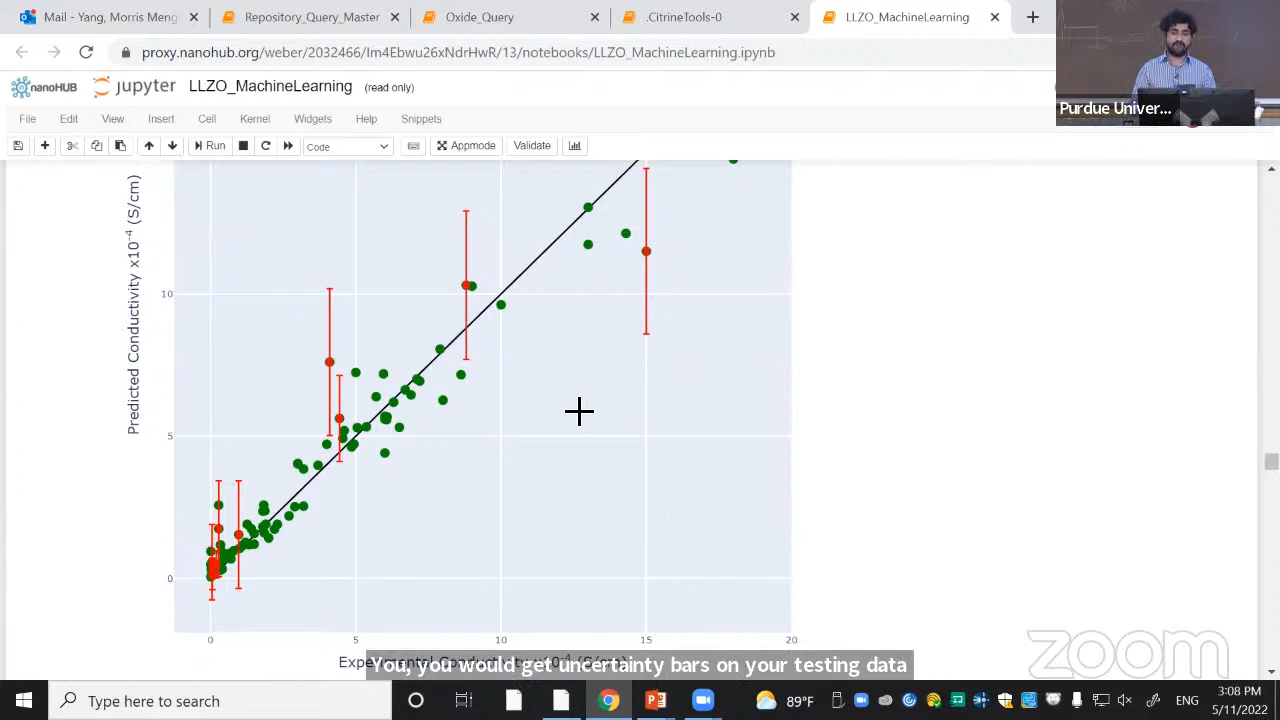 Mail - Yang, Morris Meng
Repository_Query_Master
Oxide_Query
.CitrineTools-0
LLZO_MachineLearning
proxy.nanohub.org/weber/2032466/Im4Ebwu26xNdrHwR/13/notebooks/LLZO_MachineLearning.ipynb
nanoHUB
jupyter
LLZO_MachineLearning (read only)
Purdue Univer...
File Edit View Insert Cell Kernel Widgets Help Snippets
Run
Code
Appmode
Validate
Predicted Conductivity x10⁻⁴ (S/cm)
10
5
0
0 5 10 15 20
You, you would get uncertainty bars on your testing data
zoom
Type here to search
89°F
ENG
3:08 PM
5/11/2022